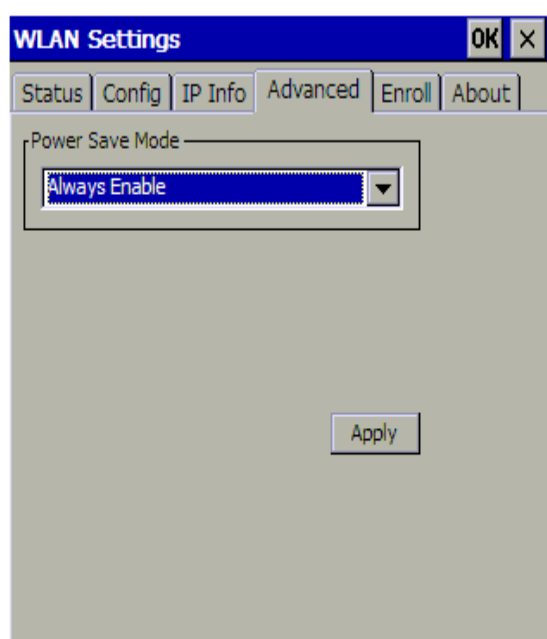 WLAN Settings OK ×
Status Config IP Info Advanced Enroll About
Power Save Mode
Always Enable
Apply